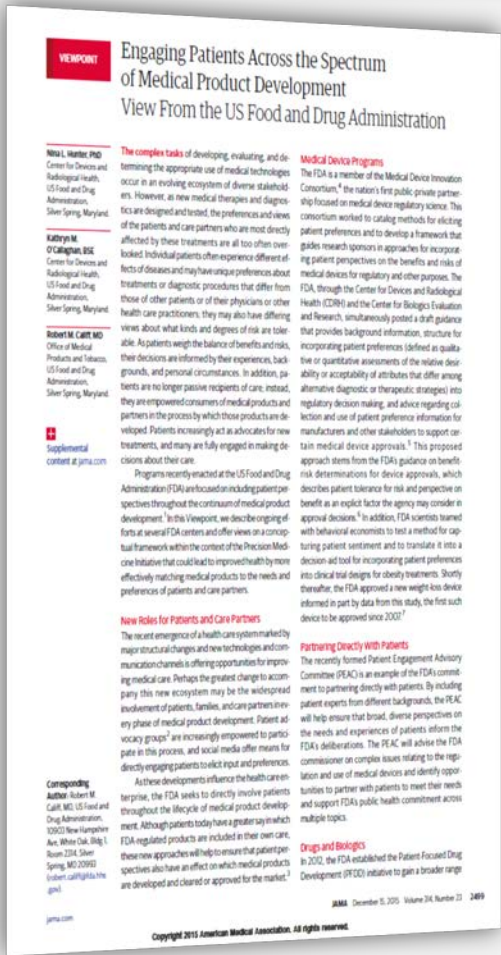 VIEWPOINT
Engaging Patients Across the Spectrum
of Medical Product Development
View From the US Food and Drug Administration
Nina L. Hunter, PhD
Center for Devices and
Radiological Health,
US Food and Drug
Administration,
Silver Spring, Maryland.
Kathryn M.
O'Callaghan, BSE
Center for Devices and
Radiological Health,
US Food and Drug
Administration,
Silver Spring, Maryland.
Robert M. Califf, MD
Office of Medical
Products and Tobacco,
US Food and Drug
Administration,
Silver Spring, Maryland.
Supplemental
content at jama.com
Corresponding
Author: Robert M.
Califf, MD, US Food and
Drug Administration,
10903 New Hampshire
Ave, White Oak, Bldg 1,
Room 2314, Silver
Spring, MD 20993
(robert.califf@fda.hhs
.gov).
jama.com
The complex tasks of developing, evaluating, and de-
termining the appropriate use of medical technologies
occur in an evolving ecosystem of diverse stakehold-
ers. However, as new medical therapies and diagnos-
tics are designed and tested, the preferences and views
of the patients and care partners who are most directly
affected by these treatments are all too often over-
looked. Individual patients often experience different ef-
fects of diseases and may have unique preferences about
treatments or diagnostic procedures that differ from
those of other patients or of their physicians or other
health care practitioners; they may also have differing
views about what kinds and degrees of risk are toler-
able. As patients weigh the balance of benefits and risks,
their decisions are informed by their experiences, back-
grounds, and personal circumstances. In addition, pa-
tients are no longer passive recipients of care; instead,
they are empowered consumers of medical products and
partners in the process by which those products are de-
veloped. Patients increasingly act as advocates for new
treatments, and many are fully engaged in making de-
cisions about their care.
Programs recently enacted at the US Food and Drug
Administration (FDA) are focused on including patient per-
spectives throughout the continuum of medical product
development.1 In this Viewpoint, we describe ongoing ef-
forts at several FDA centers and offer views on a concep-
tual framework within the context of the Precision Medi-
cine Initiative that could lead to improved health by more
effectively matching medical products to the needs and
preferences of patients and care partners.
New Roles for Patients and Care Partners
The recent emergence of a health care system marked by
major structural changes and new technologies and com-
munication channels is offering opportunities for improv-
ing medical care. Perhaps the greatest change to accom-
pany this new ecosystem may be the widespread
involvement of patients, families, and care partners in ev-
ery phase of medical product development. Patient ad-
vocacy groups2 are increasingly empowered to partici-
pate in this process, and social media offer means for
directly engaging patients to elicit input and preferences.
As these developments influence the health care en-
terprise, the FDA seeks to directly involve patients
throughout the lifecycle of medical product develop-
ment. Although patients today have a greater say in which
FDA-regulated products are included in their own care,
these new approaches will help to ensure that patient per-
spectives also have an effect on which medical products
are developed and cleared or approved for the market.3
Medical Device Programs
The FDA is a member of the Medical Device Innovation
Consortium,4 the nation's first public-private partner-
ship focused on medical device regulatory science. This
consortium worked to catalog methods for eliciting
patient preferences and to develop a framework that
guides research sponsors in approaches for incorporat-
ing patient perspectives on the benefits and risks of
medical devices for regulatory and other purposes. The
FDA, through the Center for Devices and Radiological
Health (CDRH) and the Center for Biologics Evaluation
and Research, simultaneously posted a draft guidance
that provides background information, structure for
incorporating patient preferences (defined as qualita-
tive or quantitative assessments of the relative desir-
ability or acceptability of attributes that differ among
alternative diagnostic or therapeutic strategies) into
regulatory decision making, and advice regarding col-
lection and use of patient preference information for
manufacturers and other stakeholders to support cer-
tain medical device approvals.5 This proposed
approach stems from the FDA's guidance on benefit-
risk determinations for device approvals, which
describes patient tolerance for risk and perspective on
benefit as an explicit factor the agency may consider in
approval decisions.6 In addition, FDA scientists teamed
with behavioral economists to test a method for cap-
turing patient sentiment and to translate it into a
decision-aid tool for incorporating patient preferences
into clinical trial designs for obesity treatments. Shortly
thereafter, the FDA approved a new weight-loss device
informed in part by data from this study, the first such
device to be approved since 2007.7
Partnering Directly With Patients
The recently formed Patient Engagement Advisory
Committee (PEAC) is an example of the FDA's commit-
ment to partnering directly with patients. By including
patient experts from different backgrounds, the PEAC
will help ensure that broad, diverse perspectives on
the needs and experiences of patients inform the
FDA's deliberations. The PEAC will advise the FDA
commissioner on complex issues relating to the regu-
lation and use of medical devices and identify oppor-
tunities to partner with patients to meet their needs
and support FDA's public health commitment across
multiple topics.
Drugs and Biologics
In 2012, the FDA established the Patient-Focused Drug
Development (PFDD) initiative to gain a broader range
JAMA December 15, 2015 Volume 314, Number 23 2499
Copyright 2015 American Medical Association. All rights reserved.